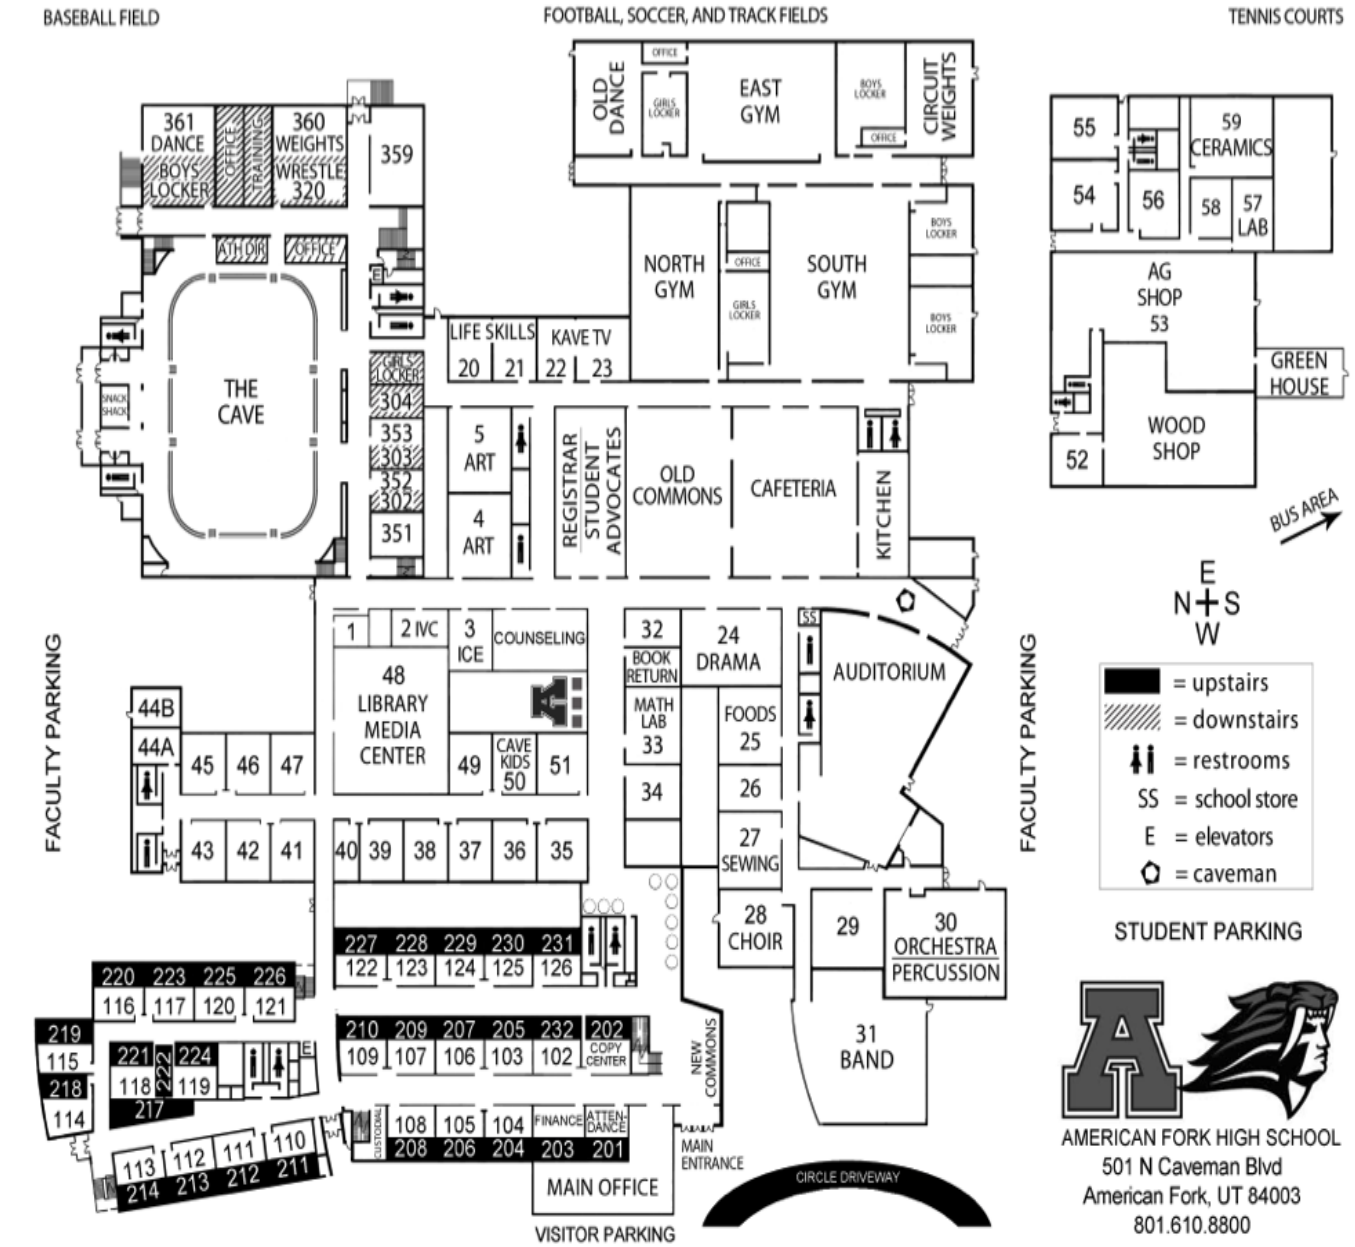 BASEBALL FIELD
FOOTBALL, SOCCER, AND TRACK FIELDS
TENNIS COURTS
OLD
DANCE
OFFICE
GIRLS
LOCKER
EAST
GYM
BOYS
LOCKER
OFFICE
CIRCUIT
WEIGHTS
361
DANCE
BOYS
LOCKER
OFFICE
TRAINING
360
WEIGHTS
WRESTLE
320
359
55
54
56
59
CERAMICS
58
57
LAB
ATH DIR
OFFICE
E
THE
CAVE
SNACK
SHACK
NORTH
GYM
OFFICE
GIRLS
LOCKER
SOUTH
GYM
BOYS
LOCKER
BOYS
LOCKER
AG
SHOP
53
GREEN
HOUSE
WOOD
SHOP
52
BUS AREA
LIFE SKILLS
20
21
KAVE TV
22
23
GIRLS
LOCKER
304
353
303
352
302
351
5
ART
4
ART
REGISTRAR
STUDENT
ADVOCATES
OLD
COMMONS
CAFETERIA
KITCHEN
E
N
S
W
FACULTY PARKING
1
2 IVC
3
ICE
COUNSELING
48
LIBRARY
MEDIA
CENTER
A
49
CAVE
KIDS
50
51
32
BOOK
RETURN
MATH
LAB
33
34
24
DRAMA
FOODS
25
26
27
SEWING
SS
AUDITORIUM
FACULTY PARKING
= upstairs
= downstairs
= restrooms
SS = school store
E = elevators
= caveman
44B
44A
45
46
47
43
42
41
40
39
38
37
36
35
28
CHOIR
29
30
ORCHESTRA
PERCUSSION
31
BAND
STUDENT PARKING
227
228
229
230
231
122
123
124
125
126
220
223
225
226
116
117
120
121
219
115
218
114
221
222
224
118
119
217
E
210
209
207
205
232
202
109
107
106
103
102
COPY
CENTER
NEW
COMMONS
CUSTODIAL
108
105
104
FINANCE
ATTEN-
DANCE
208
206
204
203
201
113
112
111
110
214
213
212
211
MAIN OFFICE
MAIN
ENTRANCE
CIRCLE DRIVEWAY
VISITOR PARKING
A
AMERICAN FORK HIGH SCHOOL
501 N Caveman Blvd
American Fork, UT 84003
801.610.8800